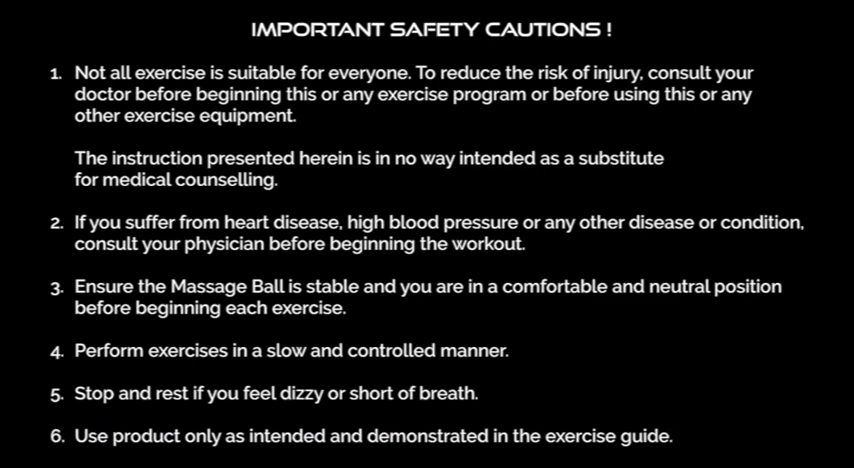 IMPORTANT SAFETY CAUTIONS !
1. Not all exercise is suitable for everyone. To reduce the risk of injury, consult your
doctor before beginning this or any exercise program or before using this or any
other exercise equipment.
The instruction presented herein is in no way intended as a substitute
for medical counselling.
2. If you suffer from heart disease, high blood pressure or any other disease or condition,
consult your physician before beginning the workout.
3. Ensure the Massage Ball is stable and you are in a comfortable and neutral position
before beginning each exercise.
4. Perform exercises in a slow and controlled manner.
5. Stop and rest if you feel dizzy or short of breath.
6. Use product only as intended and demonstrated in the exercise guide.